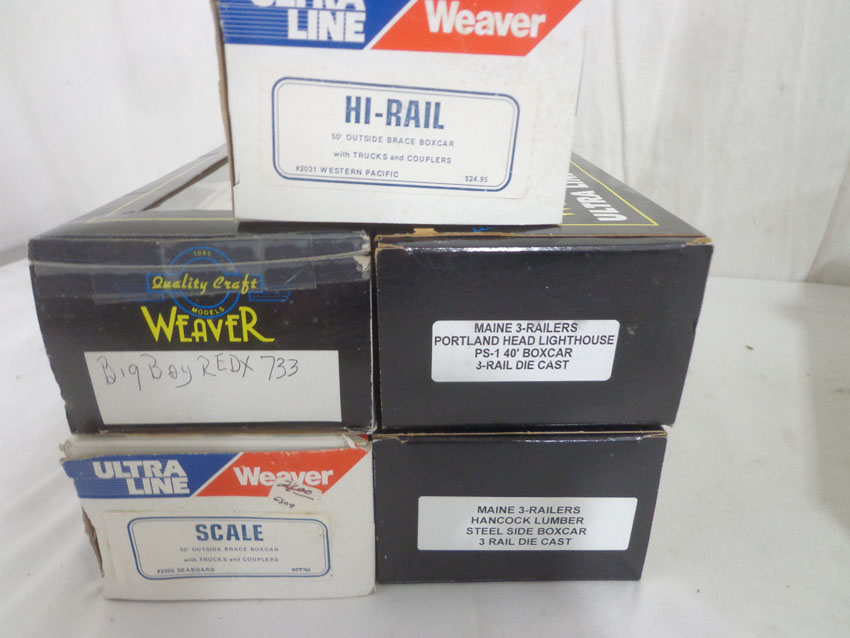 ULTRA
LINE
Weaver
HI-RAIL
50' OUTSIDE BRACE BOXCAR
with TRUCKS and COUPLERS
#2031 WESTERN PACIFIC $24.95
ULTRA LIN
Quality Craft
MODELS
WEAVER
Big Boy REDX 733
MAINE 3-RAILERS
PORTLAND HEAD LIGHTHOUSE
PS-1 40' BOXCAR
3-RAIL DIE CAST
ULTRA
LINE
Weaver
SCALE
50' OUTSIDE BRACE BOXCAR
with TRUCKS and COUPLERS
SEABOARD
MAINE 3-RAILERS
HANCOCK LUMBER
STEEL SIDE BOXCAR
3 RAIL DIE CAST